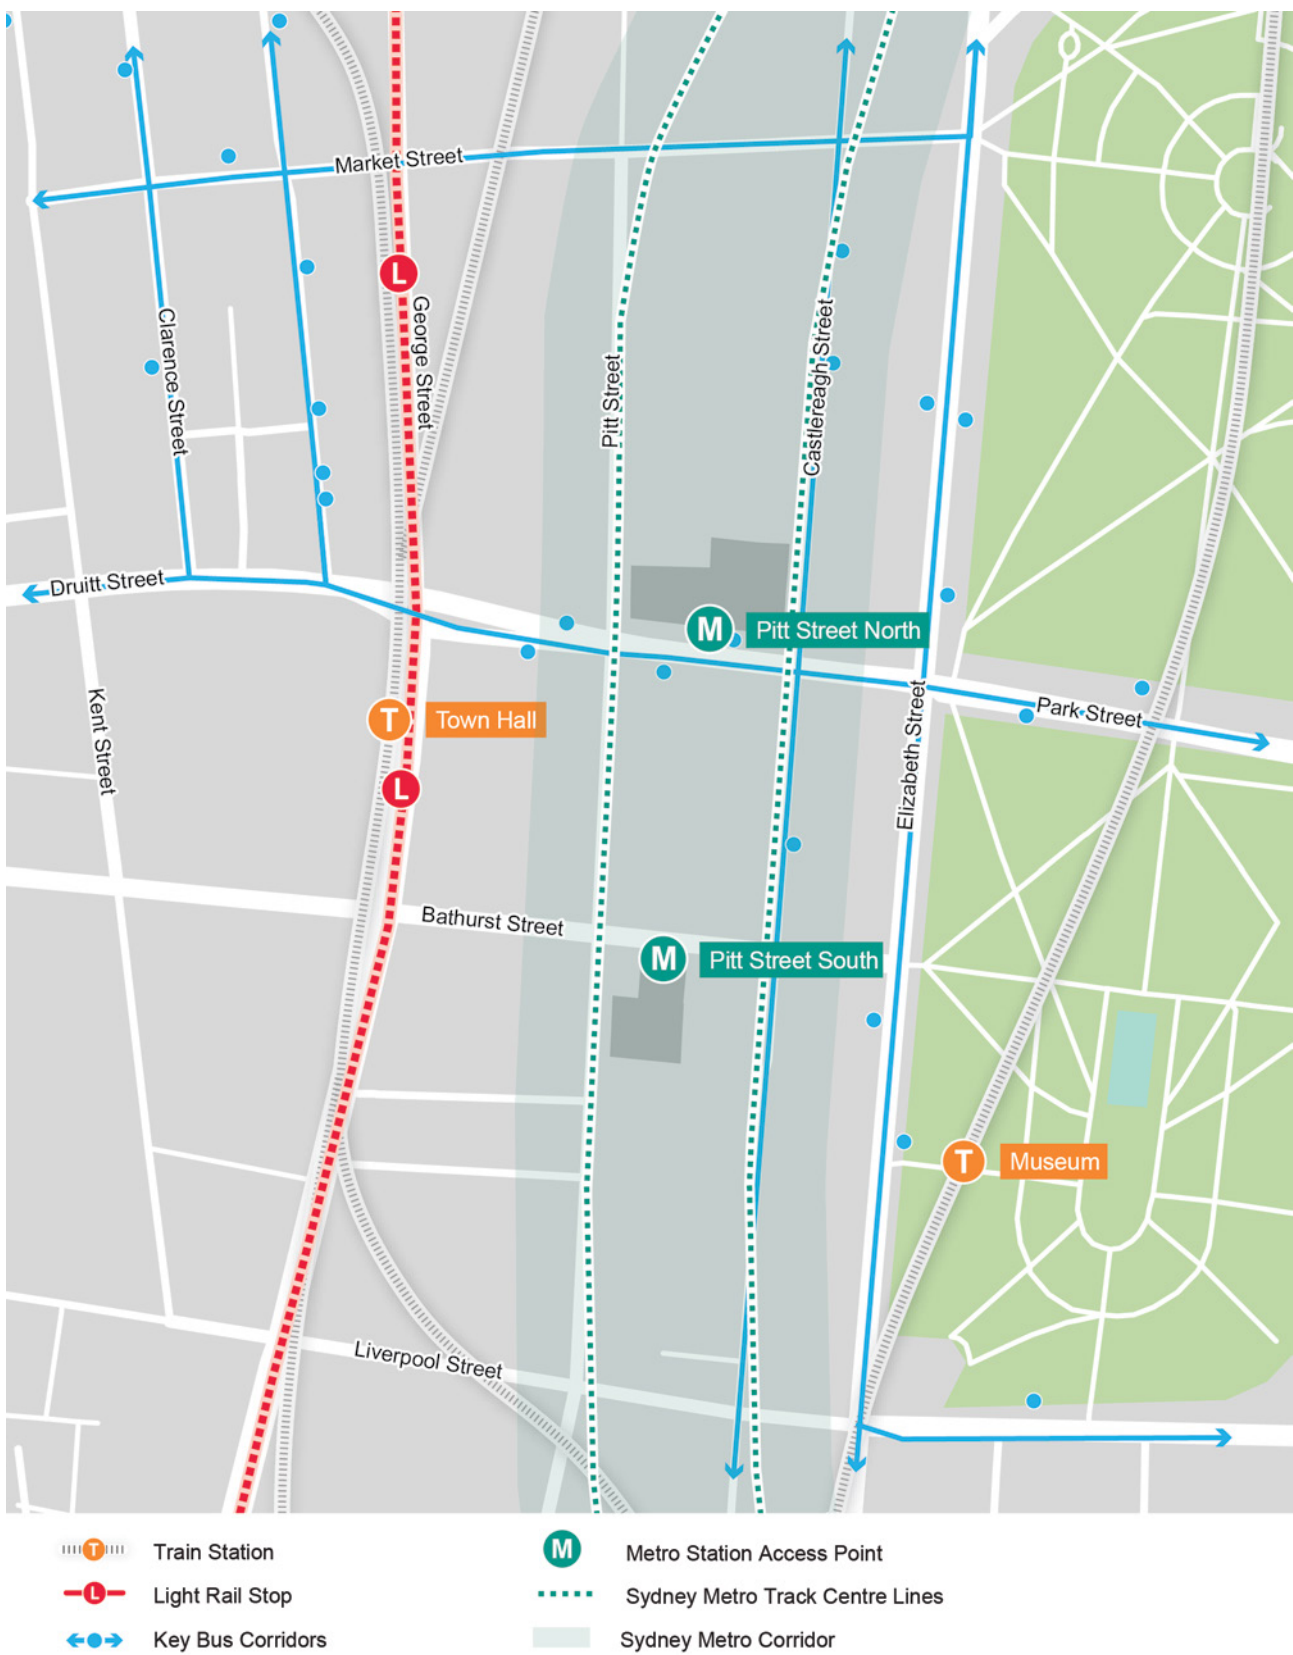 Market Street
L
George Street
Clarence Street
Pitt Street
Castlereagh Street
Druitt Street
M
Pitt Street North
Kent Street
T
Town Hall
Park Street
Elizabeth Street
L
Bathurst Street
M
Pitt Street South
T
Museum
Liverpool Street
T
Train Station
M
Metro Station Access Point
L
Light Rail Stop
Sydney Metro Track Centre Lines
Key Bus Corridors
Sydney Metro Corridor